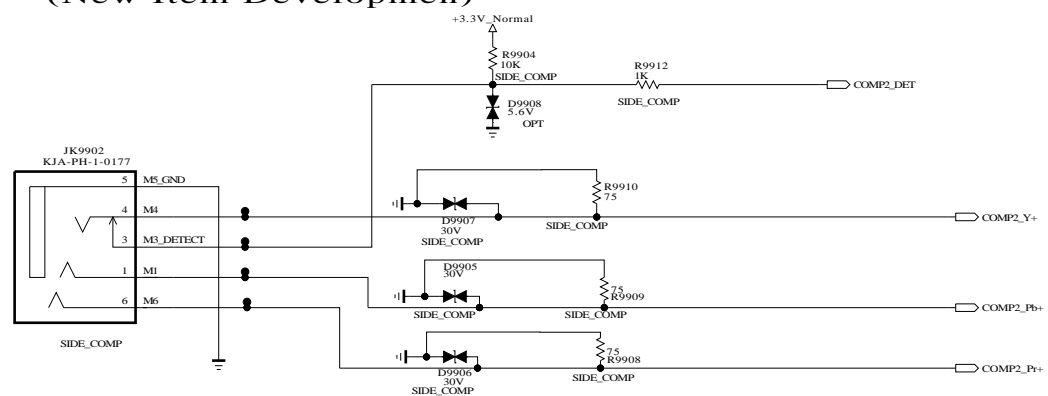 (New Item Developmen)
+3.3V_Normal
R9904
10K
SIDE_COMP
R9912
1K
SIDE_COMP
COMP2_DET
D9908
5.6V
OPT
JK9902
KJA-PH-1-0177
5 M5_GND
4 M4
3 M3_DETECT
1 M1
6 M6
SIDE_COMP
R9910
75
D9907
30V
SIDE_COMP
SIDE_COMP
COMP2_Y+
D9905
30V
75
R9909
SIDE_COMP
SIDE_COMP
COMP2_Pb+
75
R9908
D9906
30V
SIDE_COMP
SIDE_COMP
COMP2_Pr+